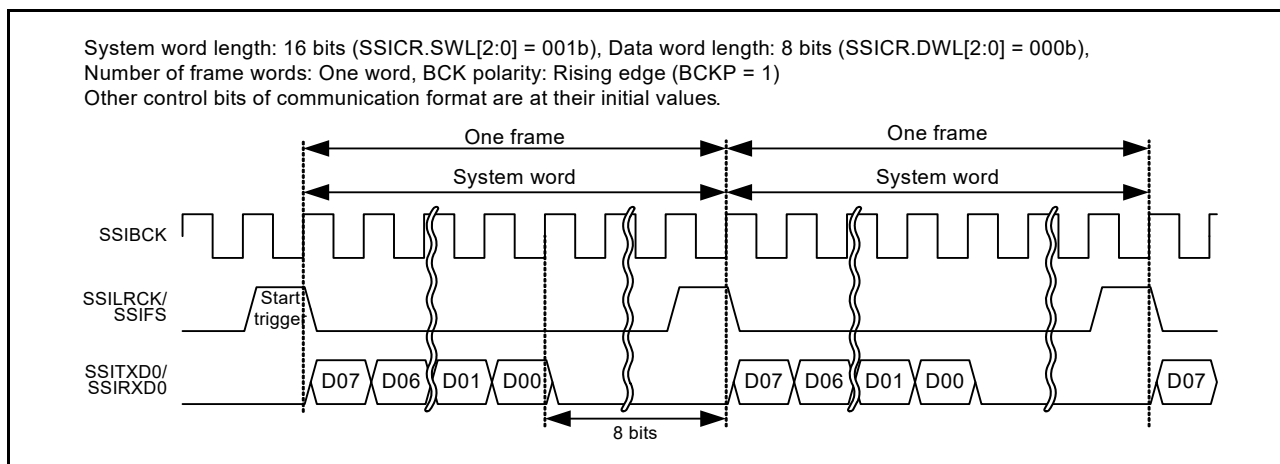 System word length: 16 bits (SSICR.SWL[2:0] = 001b), Data word length: 8 bits (SSICR.DWL[2:0] = 000b),
Number of frame words: One word, BCK polarity: Rising edge (BCKP = 1)
Other control bits of communication format are at their initial values.
One frame
One frame
System word
System word
SSIBCK
SSILRCK/
SSIFS
Start
trigger
SSITXD0/
SSIRXD0
D07 D06 D01 D00 D07 D06 D01 D00 D07
8 bits